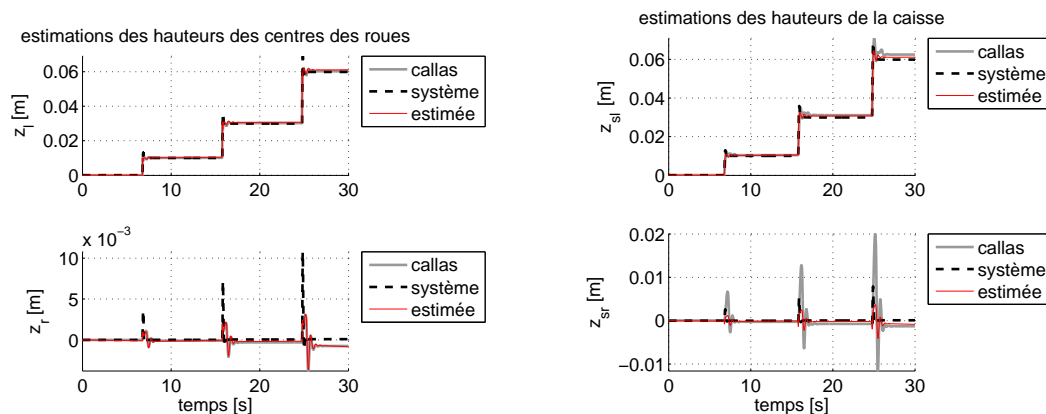 estimations des hauteurs des centres des roues
z_l [m]
0.06
0.04
0.02
0
0 10 20 30
callas
système
estimée
estimations des hauteurs de la caisse
z_sl [m]
0.06
0.04
0.02
0
0 10 20 30
callas
système
estimée
x 10^-3
z_r [m]
10
5
0
0 10 20 30
temps [s]
callas
système
estimée
z_sr [m]
0.02
0.01
0
−0.01
0 10 20 30
temps [s]
callas
système
estimée